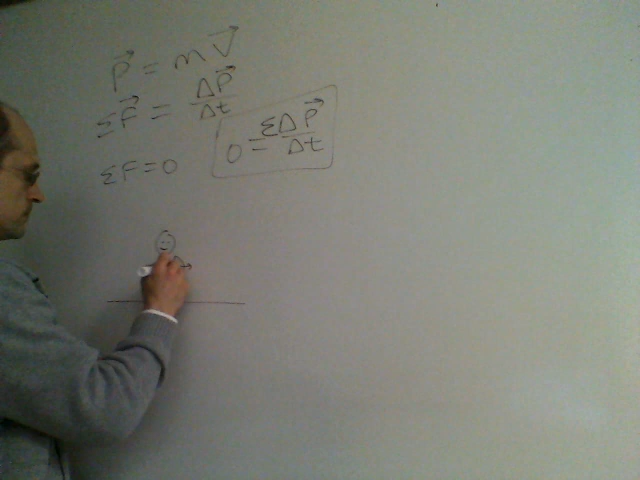 P⃗ = mV⃗
ΣF⃗ = ΔP⃗/Δt
ΣF=0
0 = ΣΔP⃗/Δt